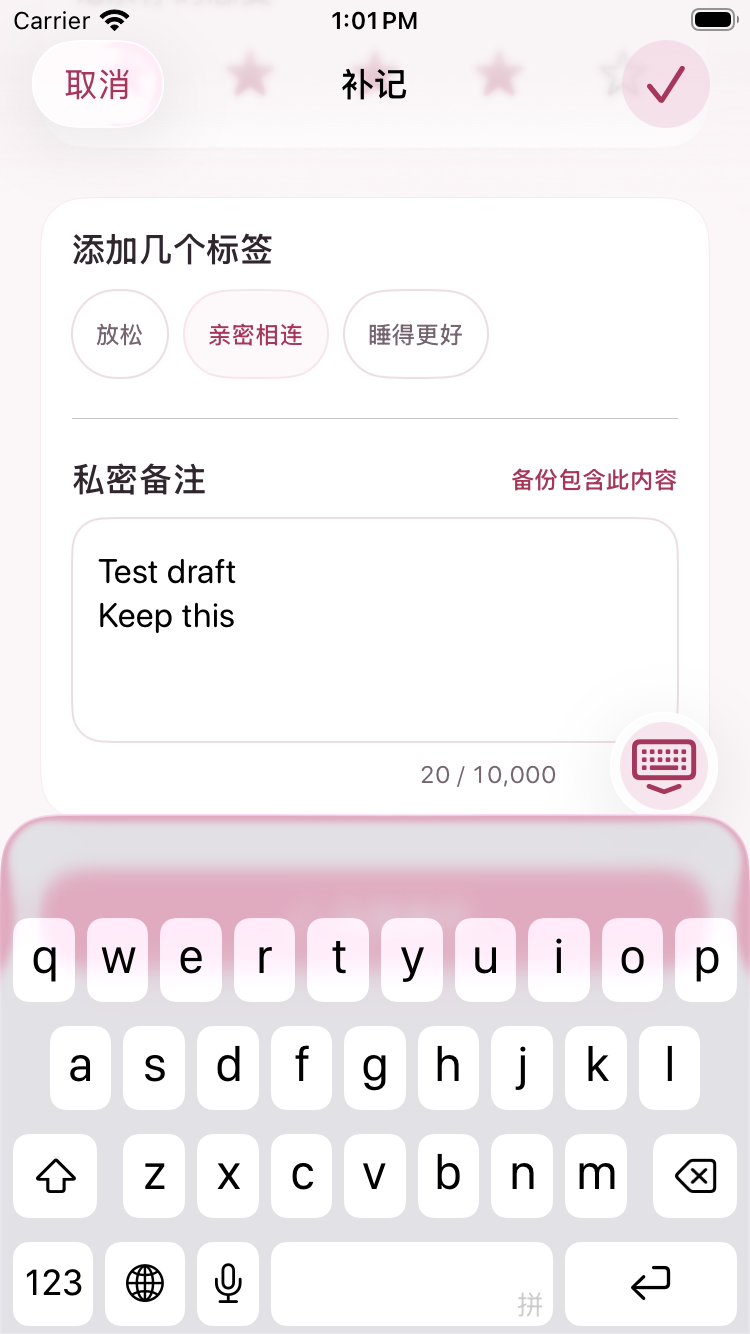 Carrier 1:01PM
取消 补记
添加几个标签
放松 亲密相连 睡得更好
私密备注 备份包含此内容
Test draft
Keep this
20 / 10,000
q w e r t y u i o p
a s d f g h j k l
z x c v b n m
123 拼